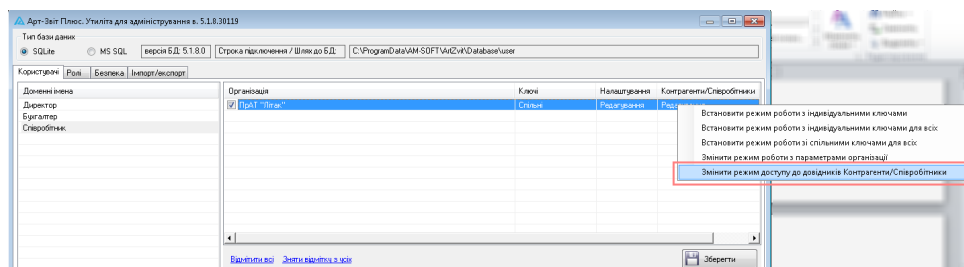 Арт-Звіт Плюс. Утиліта для адміністрування в. 5.1.8.30119
Тип бази даних
SQLite MS SQL версія Б.Д: 5.1.8.0 Строка підключення / Шлях до Б.Д: C:\ProgramData\AM-SOFT\ArtZvit\Database\user
Користувачі Ролі Безпека Імпорт/експорт
Доменні імена Організація Ключі Налаштування Контрагенти/Співробітники
Директор ПрАТ "Літак" Спільні Редагування
Бухгалтер
Співробітник
Встановити режим роботи з індивідуальними ключами
Встановити режим роботи з індивідуальними ключами для всіх
Встановити режим роботи зі спільними ключами для всіх
Змінити режим роботи з параметрами організації
Змінити режим доступу до довідників Контрагенти/Співробітники
Відмітити всі Зняти відмітку з усіх Зберегти